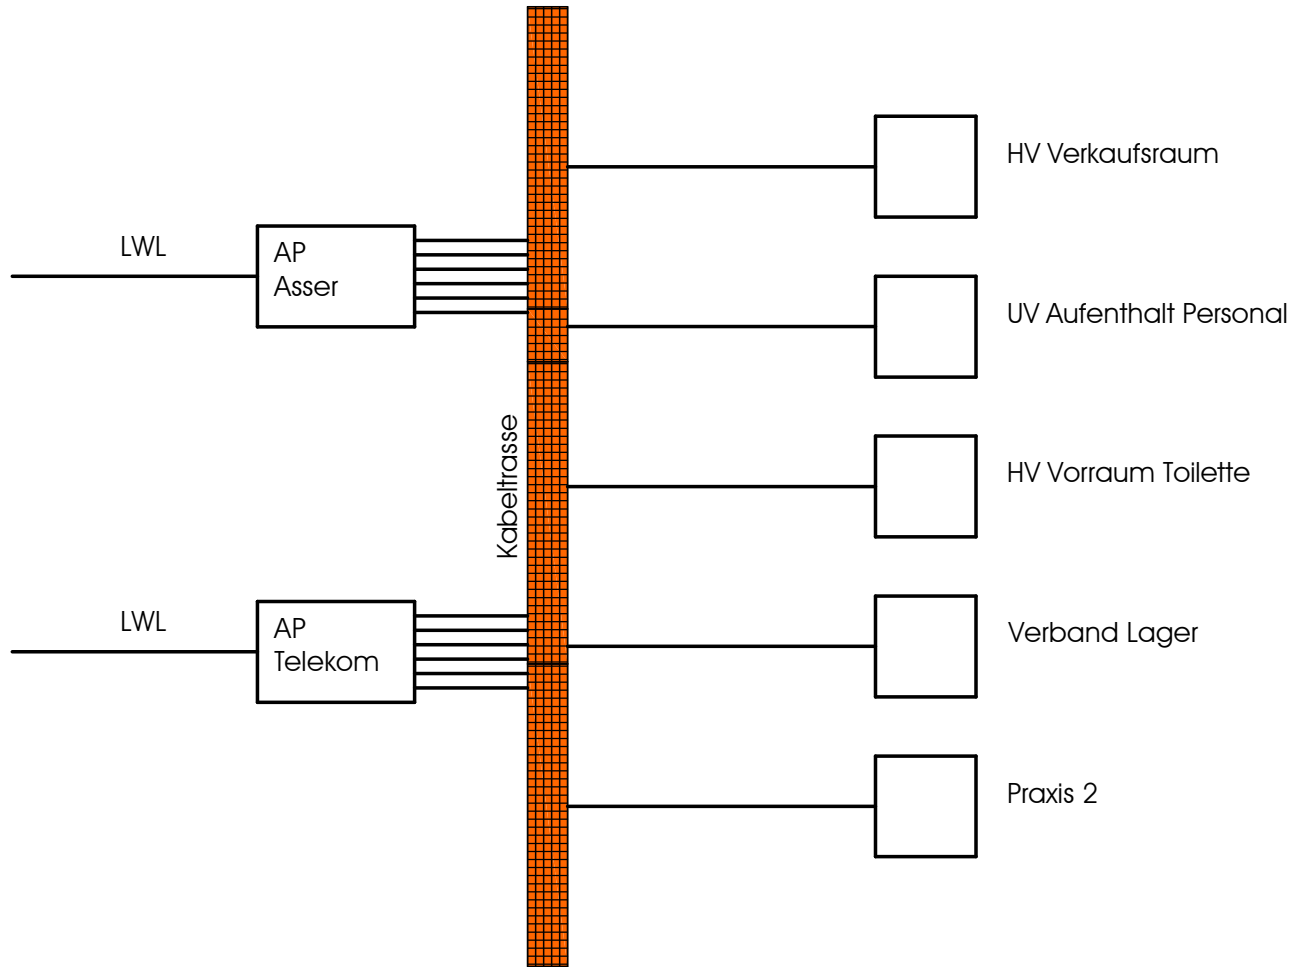 HV Verkaufsraum
LWL
AP
Asser
UV Aufenthalt Personal
Kabeltrasse
HV Vorraum Toilette
LWL
AP
Telekom
Verband Lager
Praxis 2